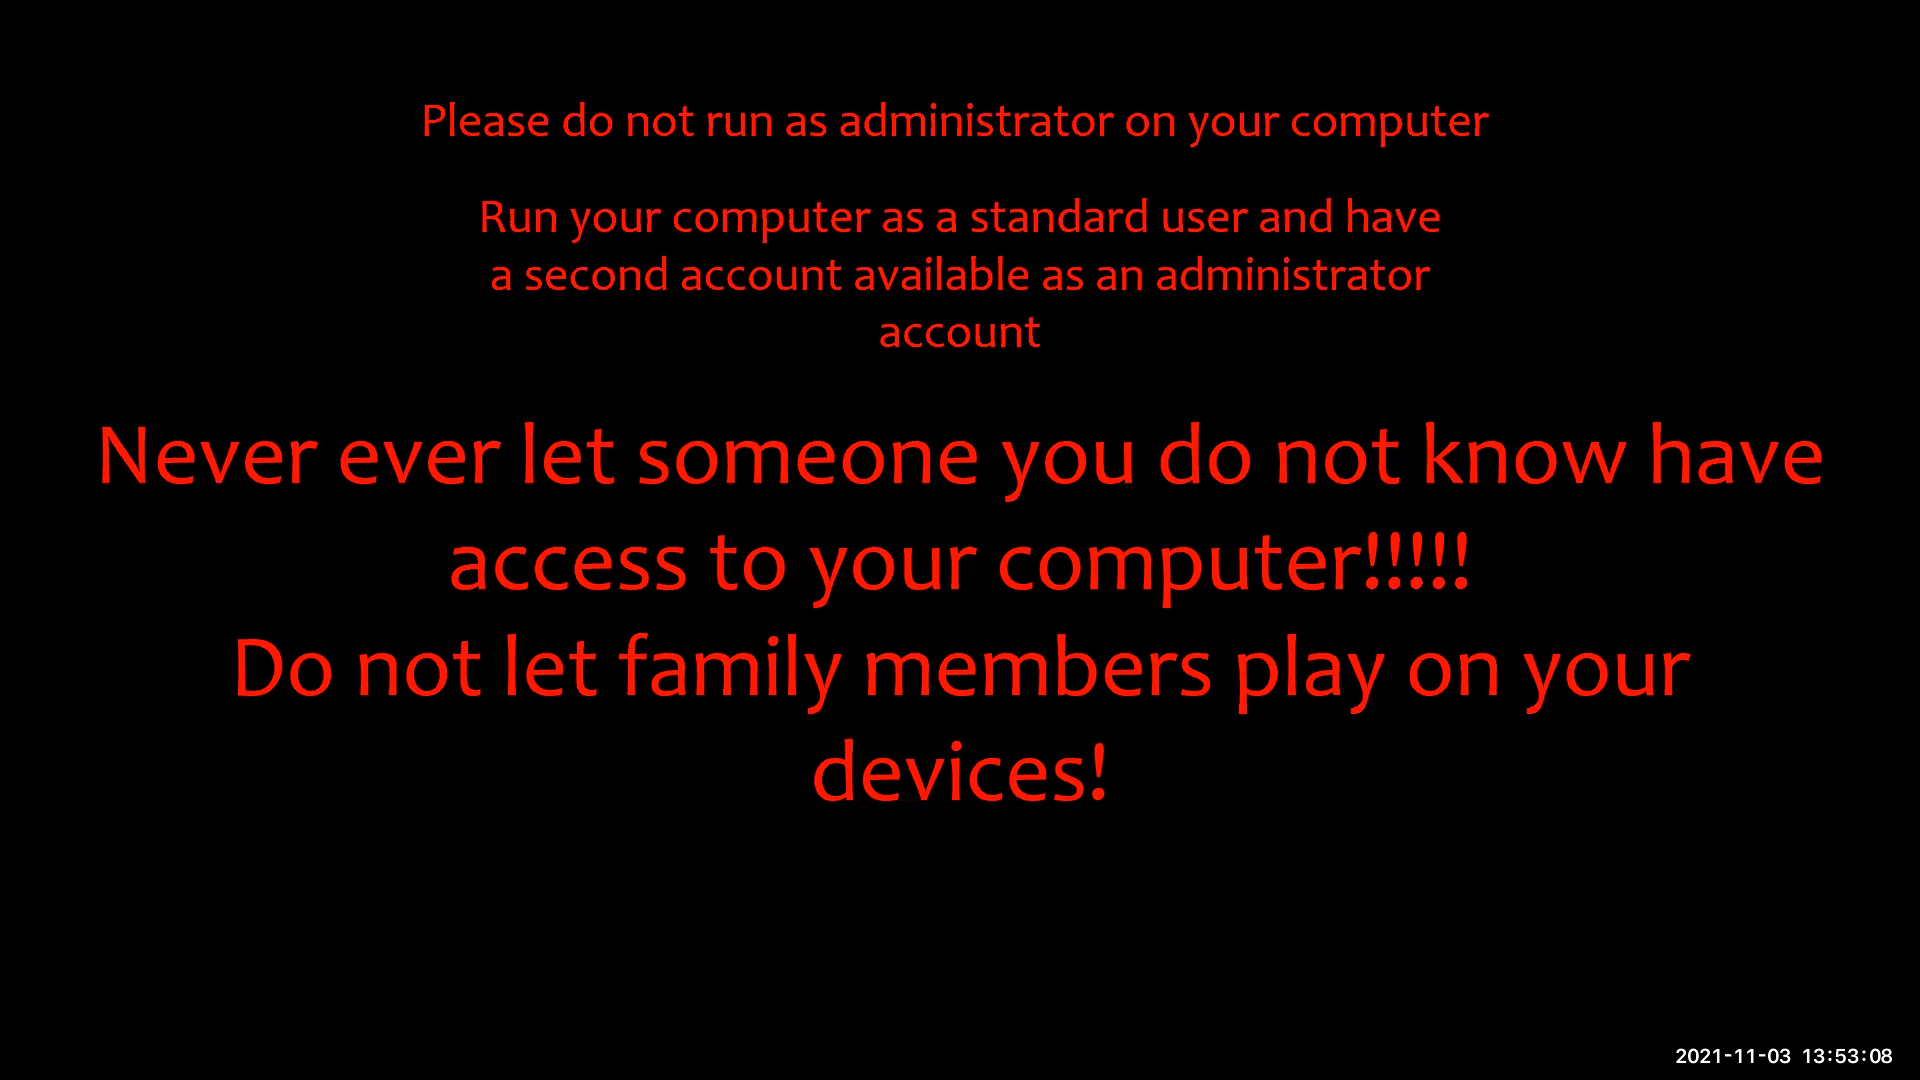 Please do not run as administrator on your computer
Run your computer as a standard user and have
a second account available as an administrator
account
Never ever let someone you do not know have
access to your computer!!!!!
Do not let family members play on your
devices!
2021-11-03 13:53:08